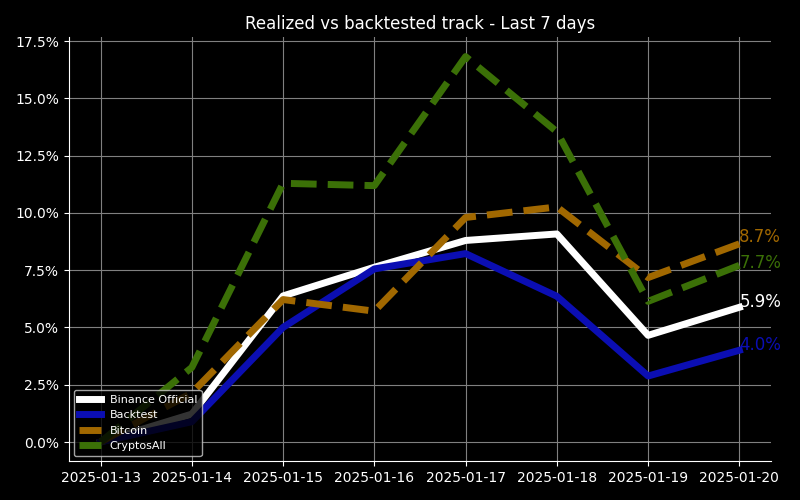 Realized vs backtested track - Last 7 days
17.5%
15.0%
12.5%
10.0%
7.5%
5.0%
2.5%
0.0%
8.7%
7.7%
5.9%
4.0%
Binance Official
Backtest
Bitcoin
CryptosAll
2025-01-13 2025-01-14 2025-01-15 2025-01-16 2025-01-17 2025-01-18 2025-01-19 2025-01-20